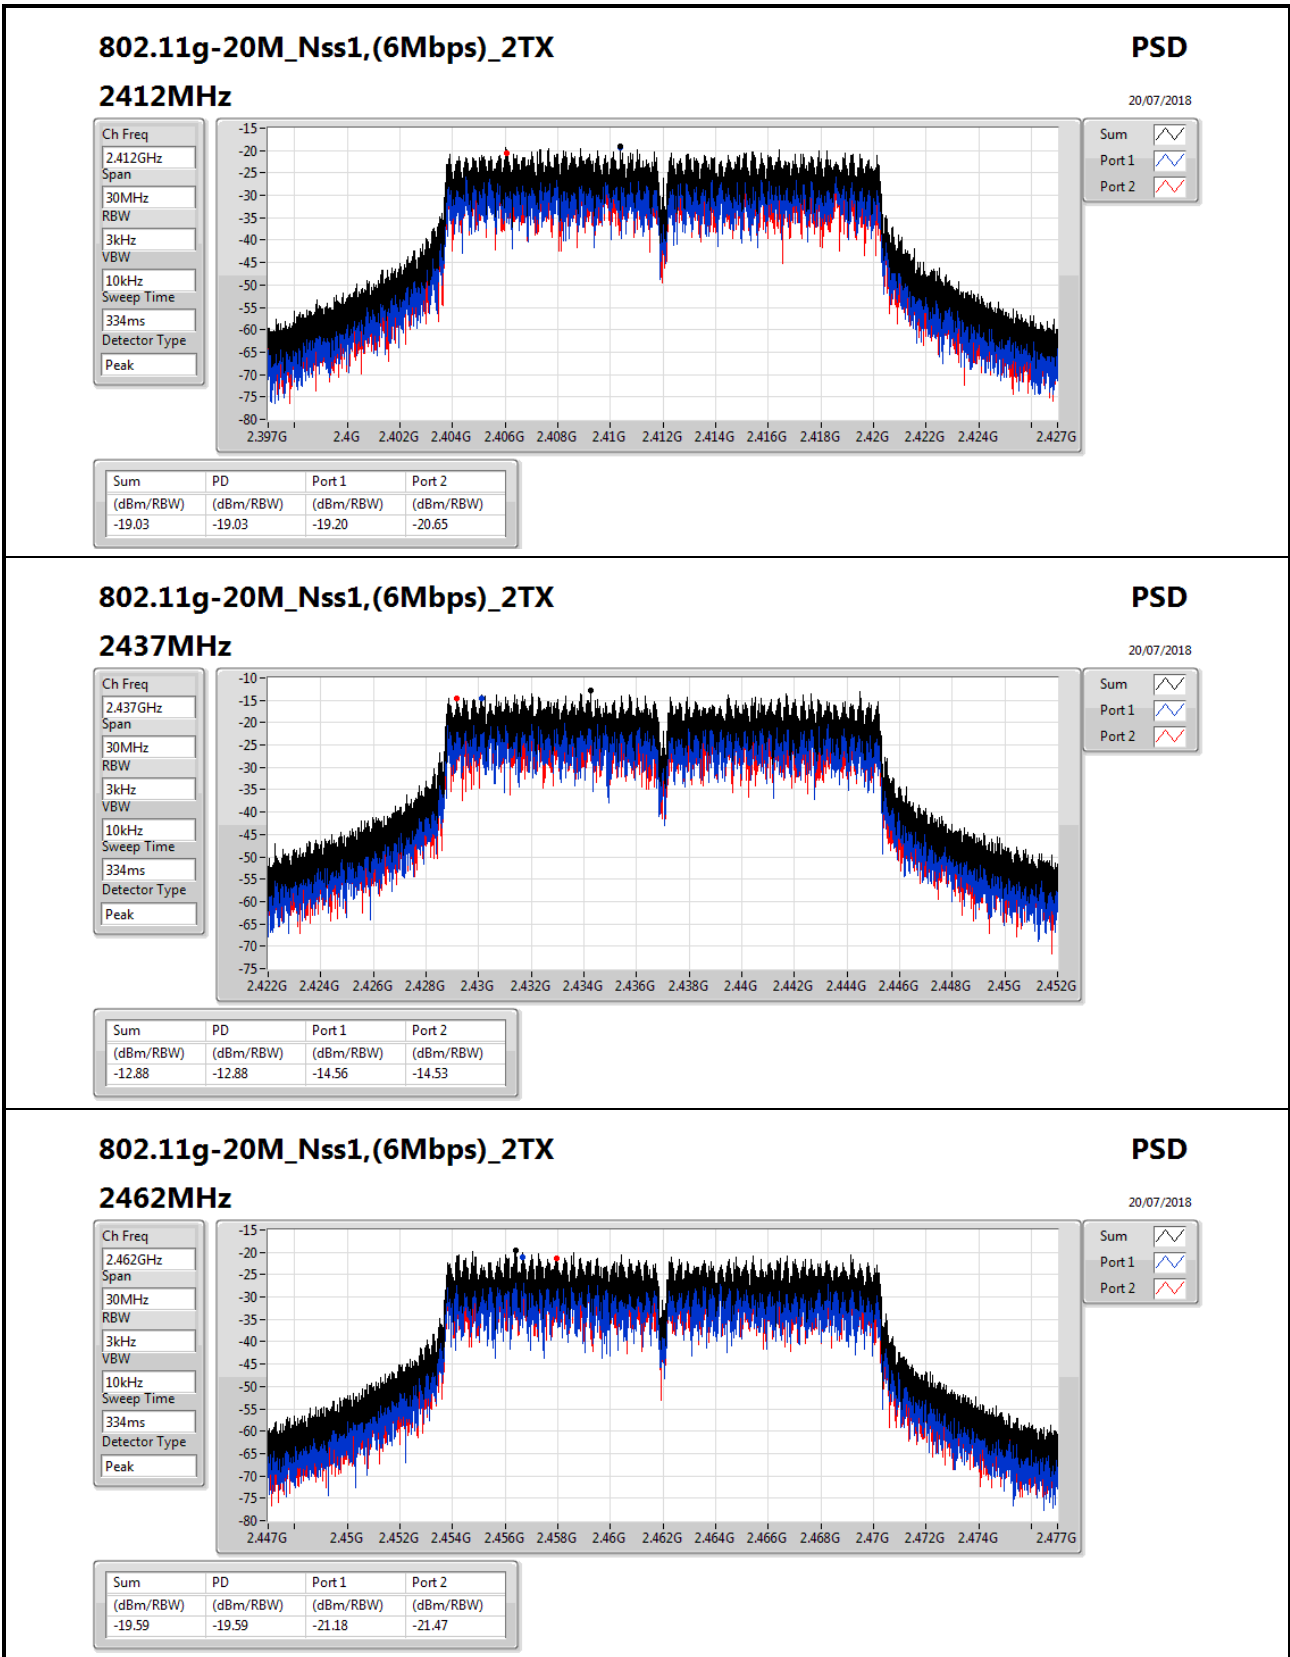 802.11g-20M_Nss1,(6Mbps)_2TX PSD
2412MHz 20/07/2018
Ch Freq
2.412GHz
Span
30MHz
RBW
3kHz
VBW
10kHz
Sweep Time
334ms
Detector Type
Peak
-15
-20
-25
-30
-35
-40
-45
-50
-55
-60
-65
-70
-75
-80
2.397G 2.4G 2.402G 2.404G 2.406G 2.408G 2.41G 2.412G 2.414G 2.416G 2.418G 2.42G 2.422G 2.424G 2.427G
Sum
Port 1
Port 2
Sum PD Port 1 Port 2
(dBm/RBW) (dBm/RBW) (dBm/RBW) (dBm/RBW)
-19.03 -19.03 -19.20 -20.65
802.11g-20M_Nss1,(6Mbps)_2TX PSD
2437MHz 20/07/2018
Ch Freq
2.437GHz
Span
30MHz
RBW
3kHz
VBW
10kHz
Sweep Time
334ms
Detector Type
Peak
-10
-15
-20
-25
-30
-35
-40
-45
-50
-55
-60
-65
-70
-75
2.422G 2.424G 2.426G 2.428G 2.43G 2.432G 2.434G 2.436G 2.438G 2.44G 2.442G 2.444G 2.446G 2.448G 2.45G 2.452G
Sum
Port 1
Port 2
Sum PD Port 1 Port 2
(dBm/RBW) (dBm/RBW) (dBm/RBW) (dBm/RBW)
-12.88 -12.88 -14.56 -14.53
802.11g-20M_Nss1,(6Mbps)_2TX PSD
2462MHz 20/07/2018
Ch Freq
2.462GHz
Span
30MHz
RBW
3kHz
VBW
10kHz
Sweep Time
334ms
Detector Type
Peak
-15
-20
-25
-30
-35
-40
-45
-50
-55
-60
-65
-70
-75
-80
2.447G 2.45G 2.452G 2.454G 2.456G 2.458G 2.46G 2.462G 2.464G 2.466G 2.468G 2.47G 2.472G 2.474G 2.477G
Sum
Port 1
Port 2
Sum PD Port 1 Port 2
(dBm/RBW) (dBm/RBW) (dBm/RBW) (dBm/RBW)
-19.59 -19.59 -21.18 -21.47